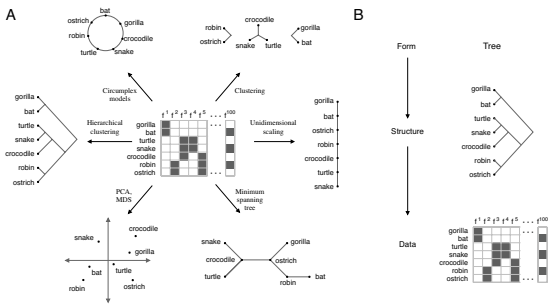 A
bat
ostrich
gorilla
robin
crocodile
turtle
snake
Circumplex
models
robin
ostrich
crocodile
snake
turtle
gorilla
bat
Clustering
gorilla
bat
turtle
snake
crocodile
robin
ostrich
Hierarchical
clustering
f1 f2 f3 f4 f5 ... f100
gorilla
bat
turtle
snake
crocodile
robin
ostrich
...
Unidimensional
scaling
gorilla
bat
ostrich
robin
crocodile
turtle
snake
PCA,
MDS
crocodile
snake
gorilla
bat
turtle
robin
ostrich
Minimum
spanning
tree
snake
gorilla
crocodile
ostrich
turtle
robin
bat
B
Form
Tree
Structure
gorilla
bat
turtle
snake
crocodile
robin
ostrich
Data
f1 f2 f3 f4 f5 ... f100
gorilla
bat
turtle
snake
crocodile
robin
ostrich
...